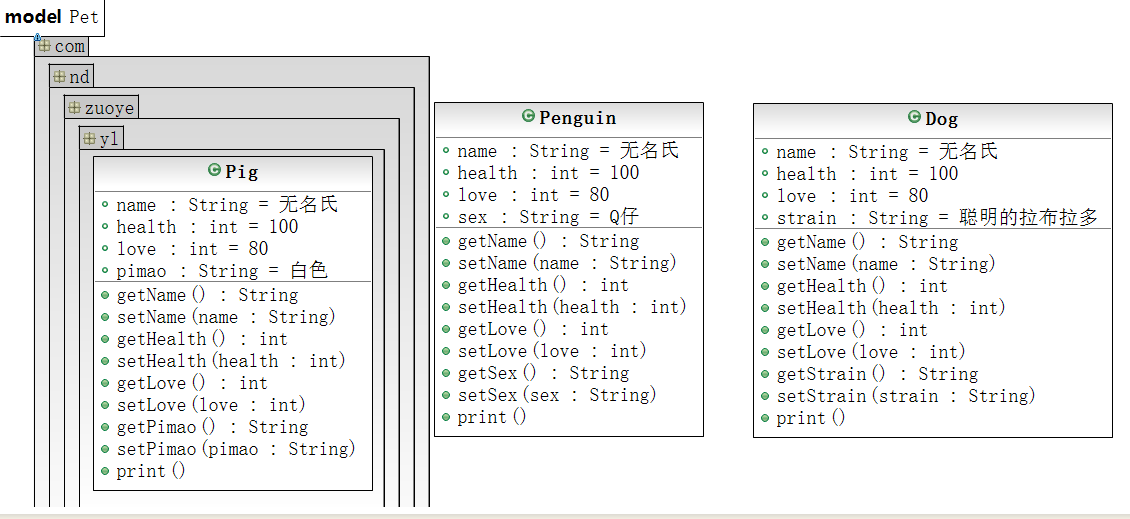 model Pet
com
nd
zuoye
yl
Pig
name : String = 无名氏
health : int = 100
love : int = 80
pimao : String = 白色
getName() : String
setName(name : String)
getHealth() : int
setHealth(health : int)
getLove() : int
setLove(love : int)
getPimao() : String
setPimao(pimao : String)
print()
Penguin
name : String = 无名氏
health : int = 100
love : int = 80
sex : String = Q仔
getName() : String
setName(name : String)
getHealth() : int
setHealth(health : int)
getLove() : int
setLove(love : int)
getSex() : String
setSex(sex : String)
print()
Dog
name : String = 无名氏
health : int = 100
love : int = 80
strain : String = 聪明的拉布拉多
getName() : String
setName(name : String)
getHealth() : int
setHealth(health : int)
getLove() : int
setLove(love : int)
getStrain() : String
setStrain(strain : String)
print()